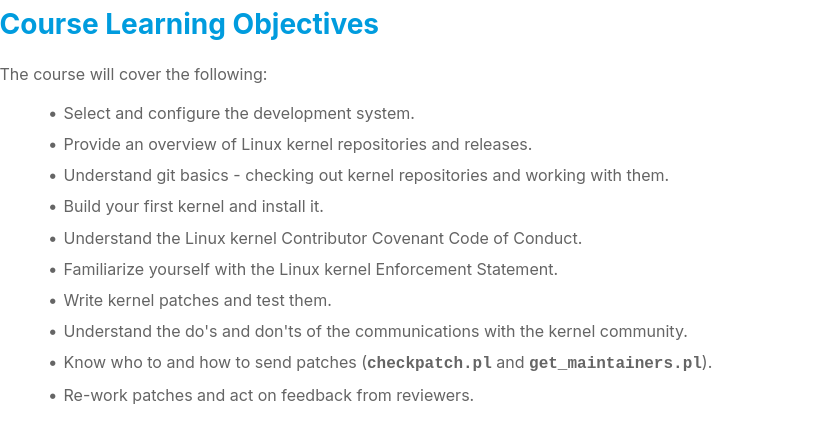 Course Learning Objectives
The course will cover the following:
• Select and configure the development system.
• Provide an overview of Linux kernel repositories and releases.
• Understand git basics - checking out kernel repositories and working with them.
• Build your first kernel and install it.
• Understand the Linux kernel Contributor Covenant Code of Conduct.
• Familiarize yourself with the Linux kernel Enforcement Statement.
• Write kernel patches and test them.
• Understand the do's and don'ts of the communications with the kernel community.
• Know who to and how to send patches (checkpatch.pl and get_maintainers.pl).
• Re-work patches and act on feedback from reviewers.